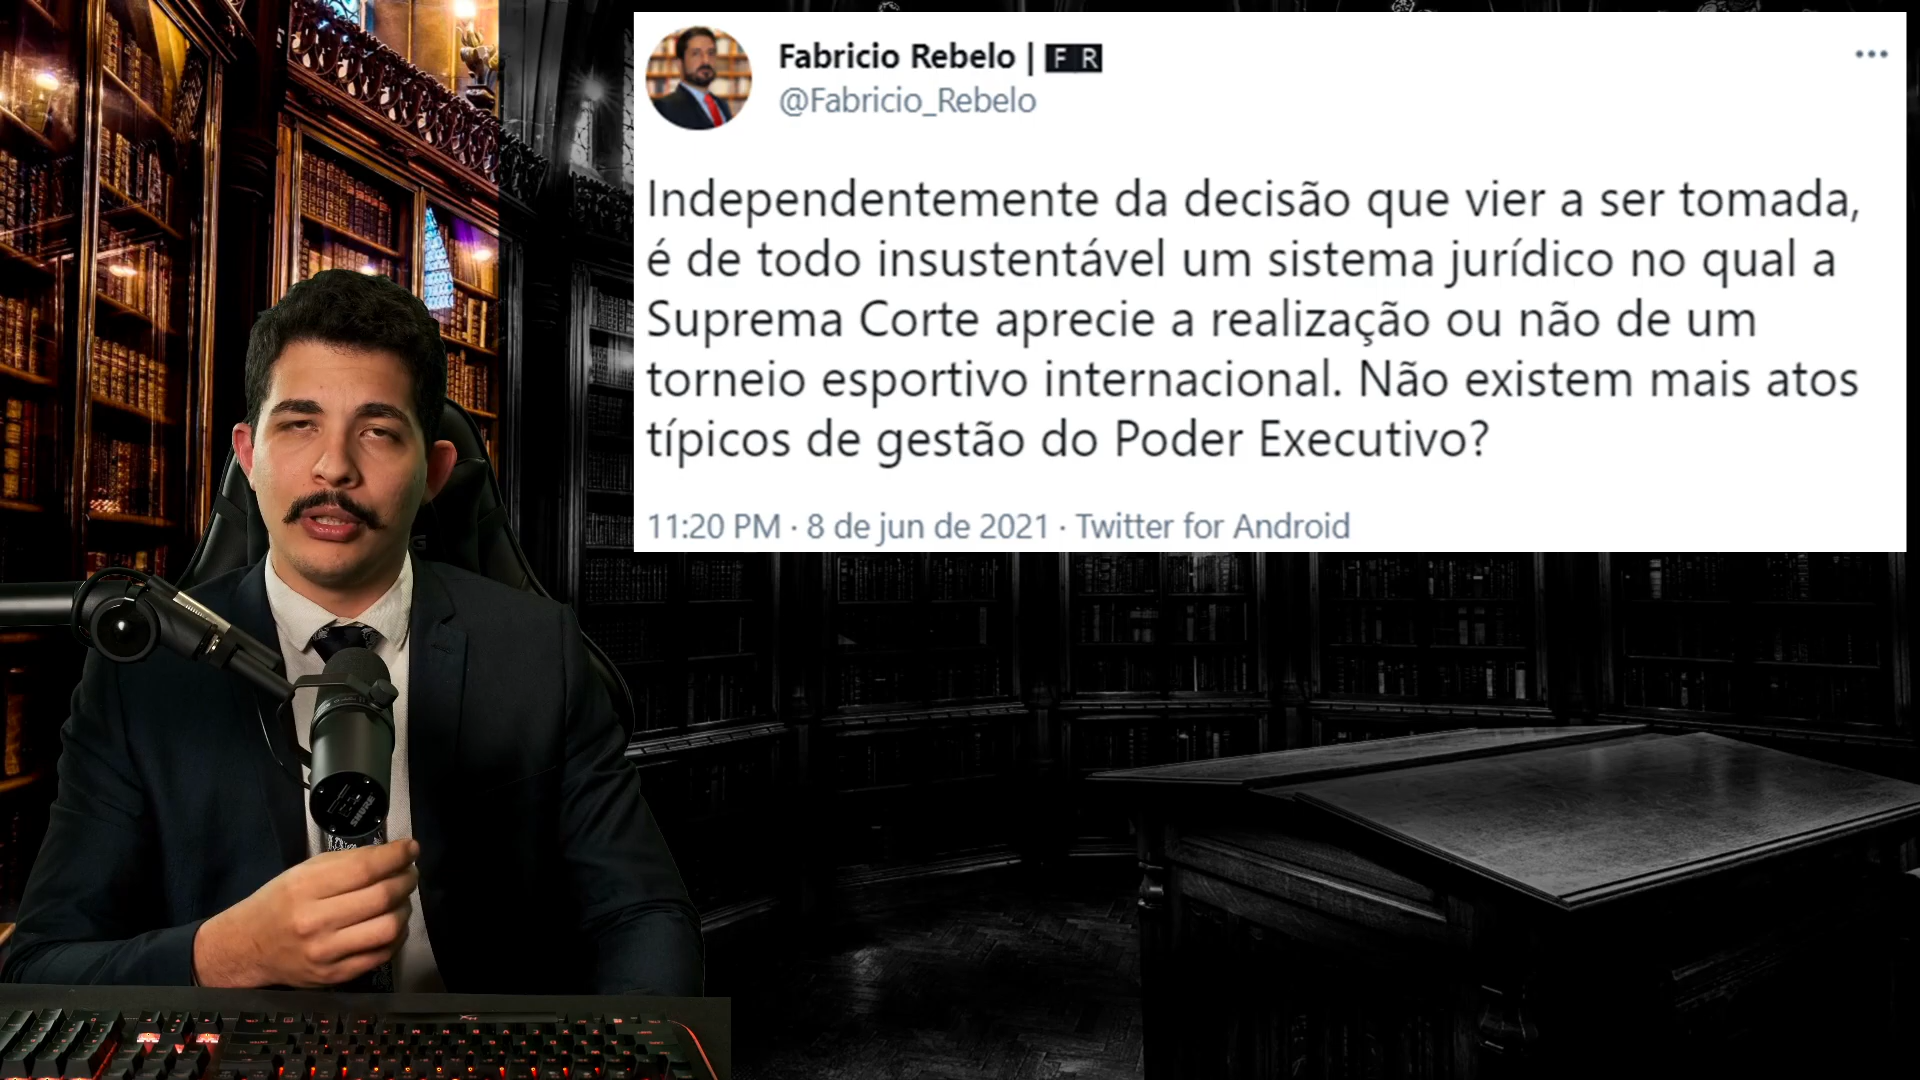 Fabricio Rebelo | F R
@Fabricio_Rebelo
Independentemente da decisão que vier a ser tomada,
é de todo insustentável um sistema jurídico no qual a
Suprema Corte aprecie a realização ou não de um
torneio esportivo internacional. Não existem mais atos
típicos de gestão do Poder Executivo?
11:20 PM · 8 de jun de 2021 · Twitter for Android
SHURE